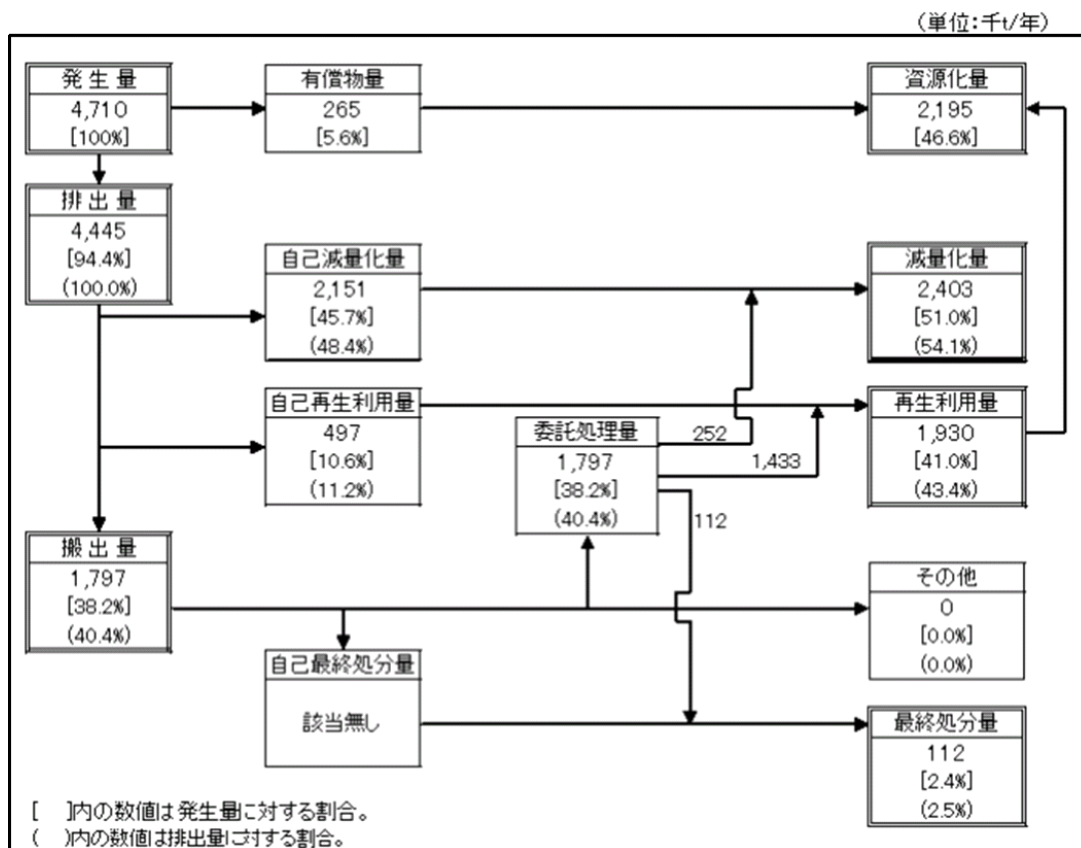 (単位:千t/年)
発生量
4,710
[100%]
有償物量
265
[5.6%]
資源化量
2,195
[46.6%]
排出量
4,445
[94.4%]
(100.0%)
自己減量化量
2,151
[45.7%]
(48.4%)
減量化量
2,403
[51.0%]
(54.1%)
自己再生利用量
497
[10.6%]
(11.2%)
委託処理量
1,797
[38.2%]
(40.4%)
252
1,433
112
再生利用量
1,930
[41.0%]
(43.4%)
搬出量
1,797
[38.2%]
(40.4%)
その他
0
[0.0%]
(0.0%)
自己最終処分量
該当無し
最終処分量
112
[2.4%]
(2.5%)
[ ]内の数値は発生量に対する割合。
( )内の数値は排出量に対する割合。